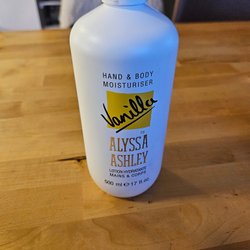 HAND & BODY
MOISTURISER
Vanilla
ALYSSA
ASHLEY
LOTION HYDRATANTE
MAINS & CORPS
500 ml e 17 fl.oz.